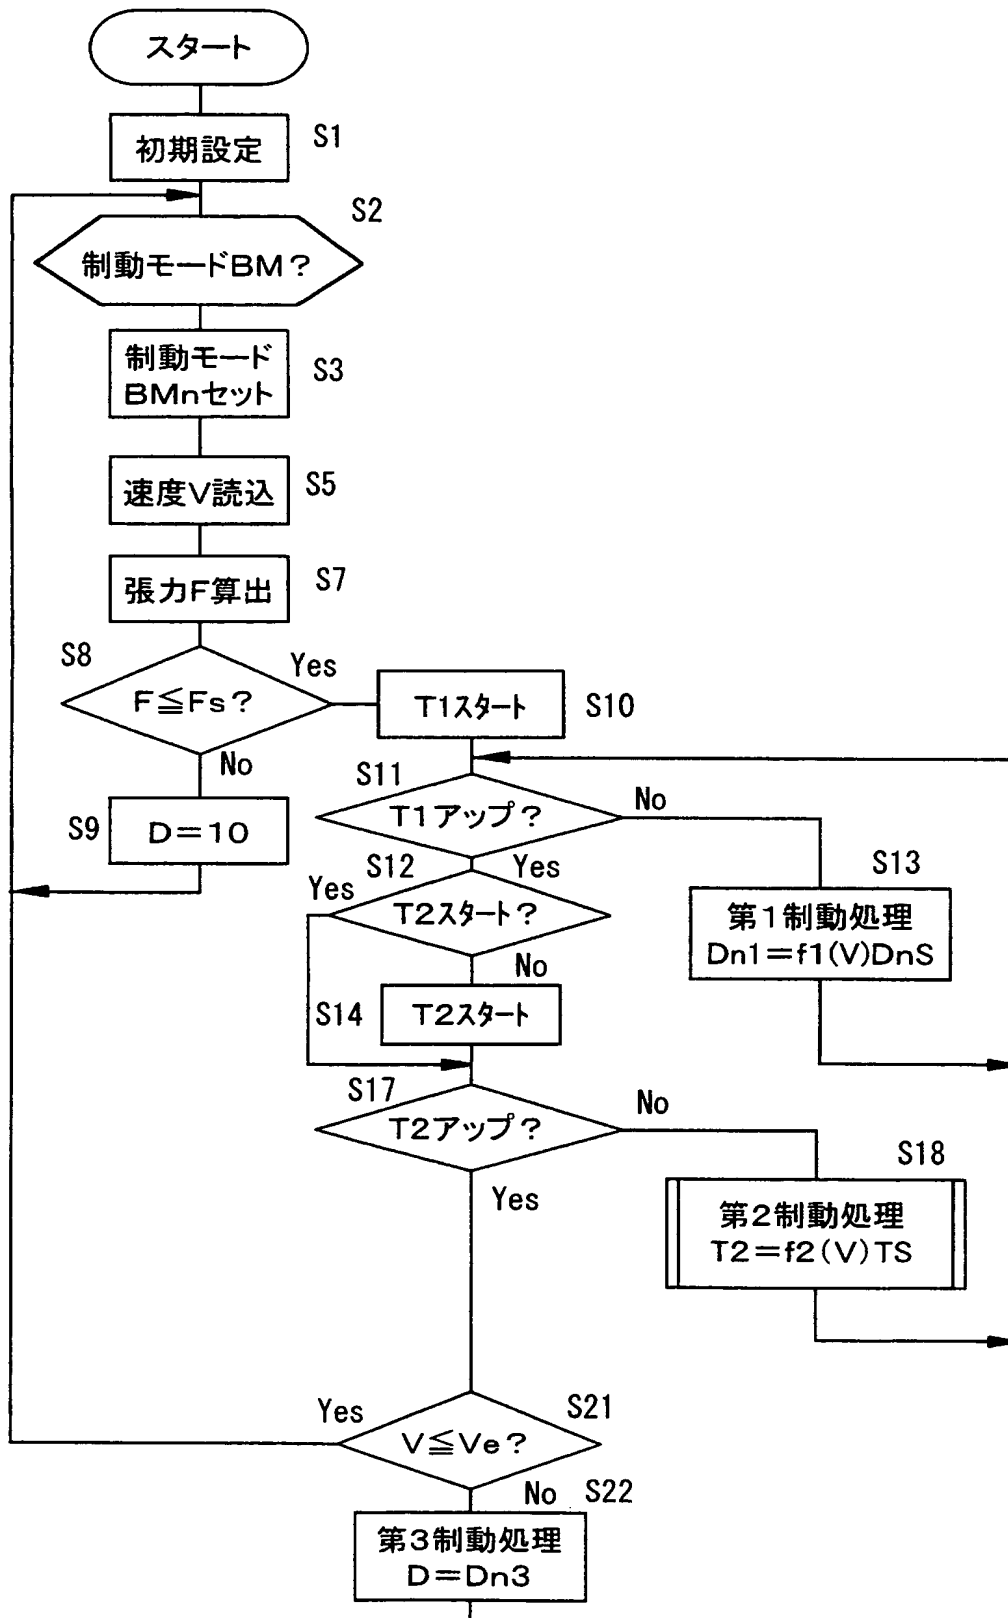 スタート
初期設定
S1
S2
制動モードBM?
制動モード
BMnセット
S3
速度V読込
S5
張力F算出
S7
S8
F≦Fs?
Yes
No
T1スタート
S10
S9
D=10
S11
T1アップ?
No
Yes
S12
Yes
T2スタート?
No
S13
第1制動処理
Dn1=f1(V)DnS
S14
T2スタート
S17
T2アップ?
No
Yes
S18
第2制動処理
T2=f2(V)TS
Yes
S21
V≦Ve?
No
S22
第3制動処理
D=Dn3